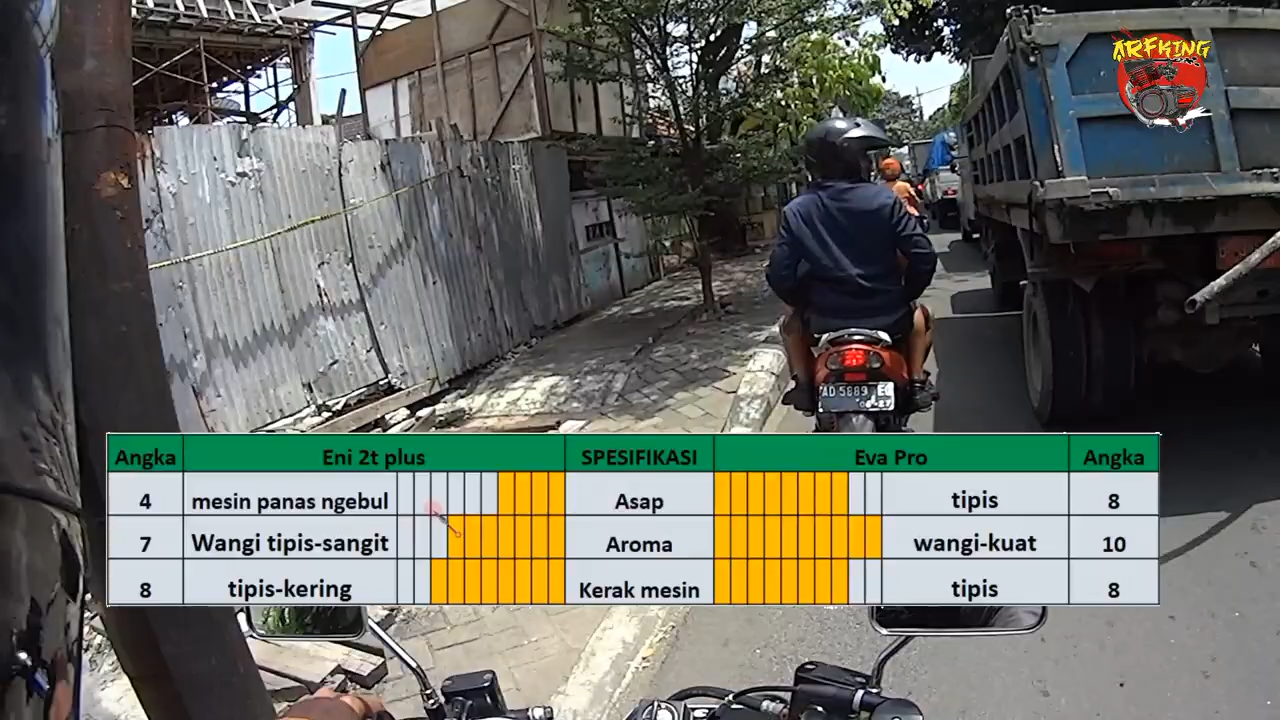 ARFKING
AD 5889 EC
Angka Eni 2t plus SPESIFIKASI Eva Pro Angka
4 mesin panas ngebul Asap tipis 8
7 Wangi tipis-sangit Aroma wangi-kuat 10
8 tipis-kering Kerak mesin tipis 8